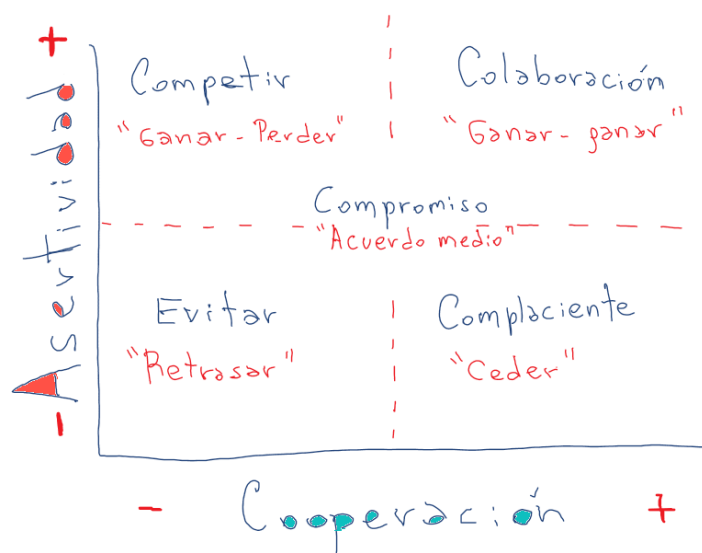 +
Asertividad
-
Competir
"Ganar - Perder"
Colaboración
"Ganar - ganar"
Compromiso
"Acuerdo medio"
Evitar
"Retrasar"
Complaciente
"Ceder"
- Cooperación +